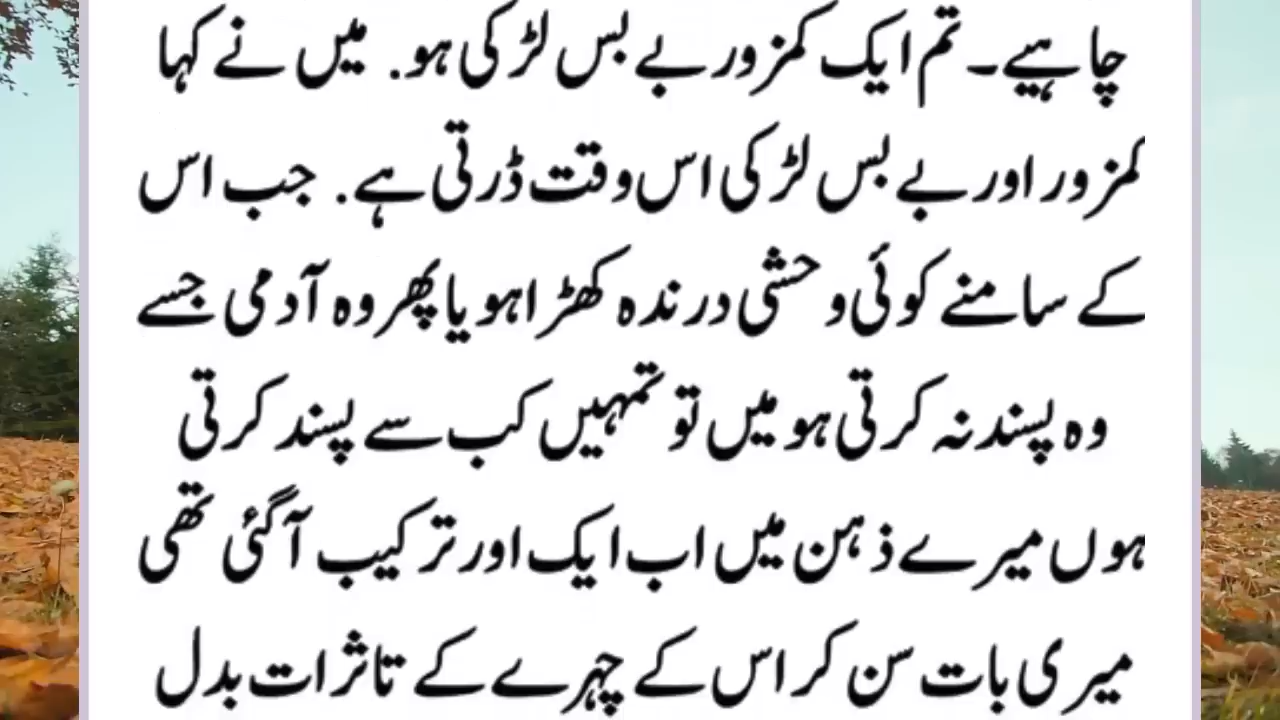 چاہیے۔ تم ایک کمزور بے بس لڑکی ہو. میں نے کہا
کمزور اور بے بس لڑکی اس وقت ڈرتی ہے. جب اس
کے سامنے کوئی وحشی درندہ کھڑا ہو یا پھر وہ آدمی جسے
وہ پسند نہ کرتی ہو میں تو تمہیں کب سے پسند کرتی
ہوں میرے ذہن میں اب ایک اور ترکیب آگئی تھی
میری بات سن کر اس کے چہرے کے تاثرات بدل